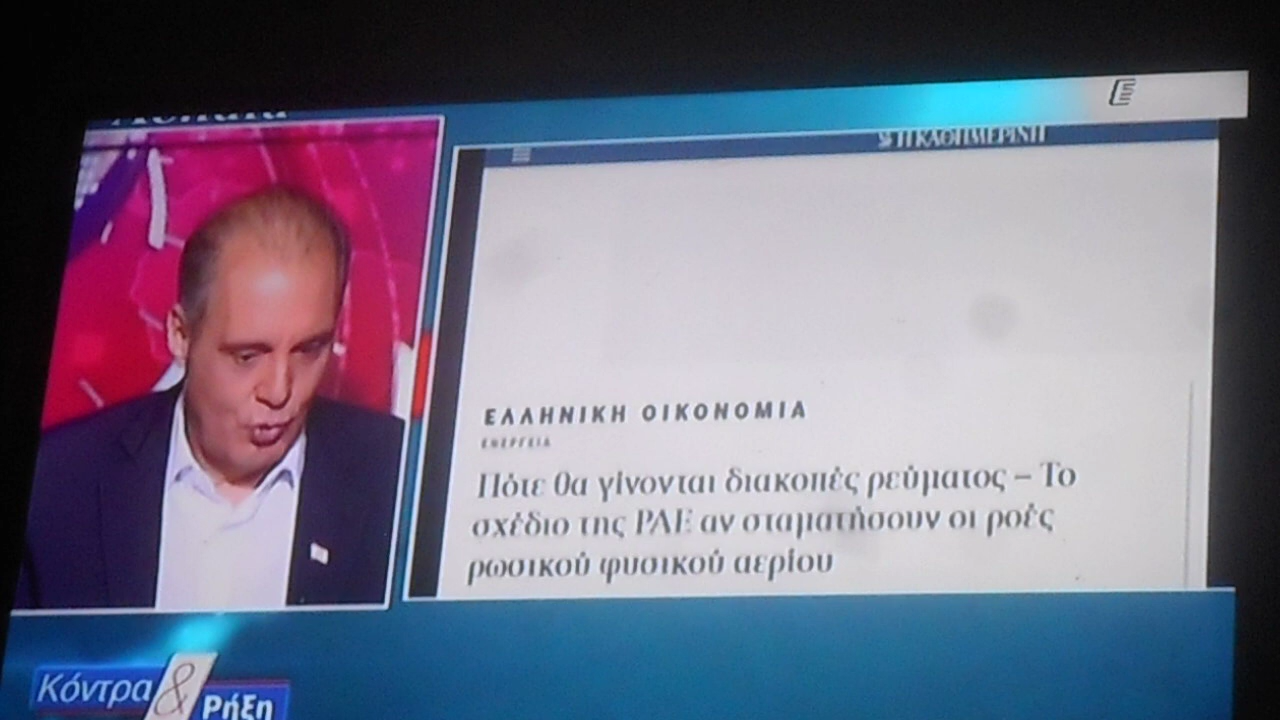 Η ΚΑΘΗΜΕΡΙΝΗ
ΕΛΛΗΝΙΚΗ ΟΙΚΟΝΟΜΙΑ
ΕΝΕΡΓΕΙΑ
Πότε θα γίνονται διακοπές ρεύματος – Το
σχέδιο της ΡΑΕ αν σταματήσουν οι ροές
ρωσικού φυσικού αερίου
Κόντρα & Ρήξη